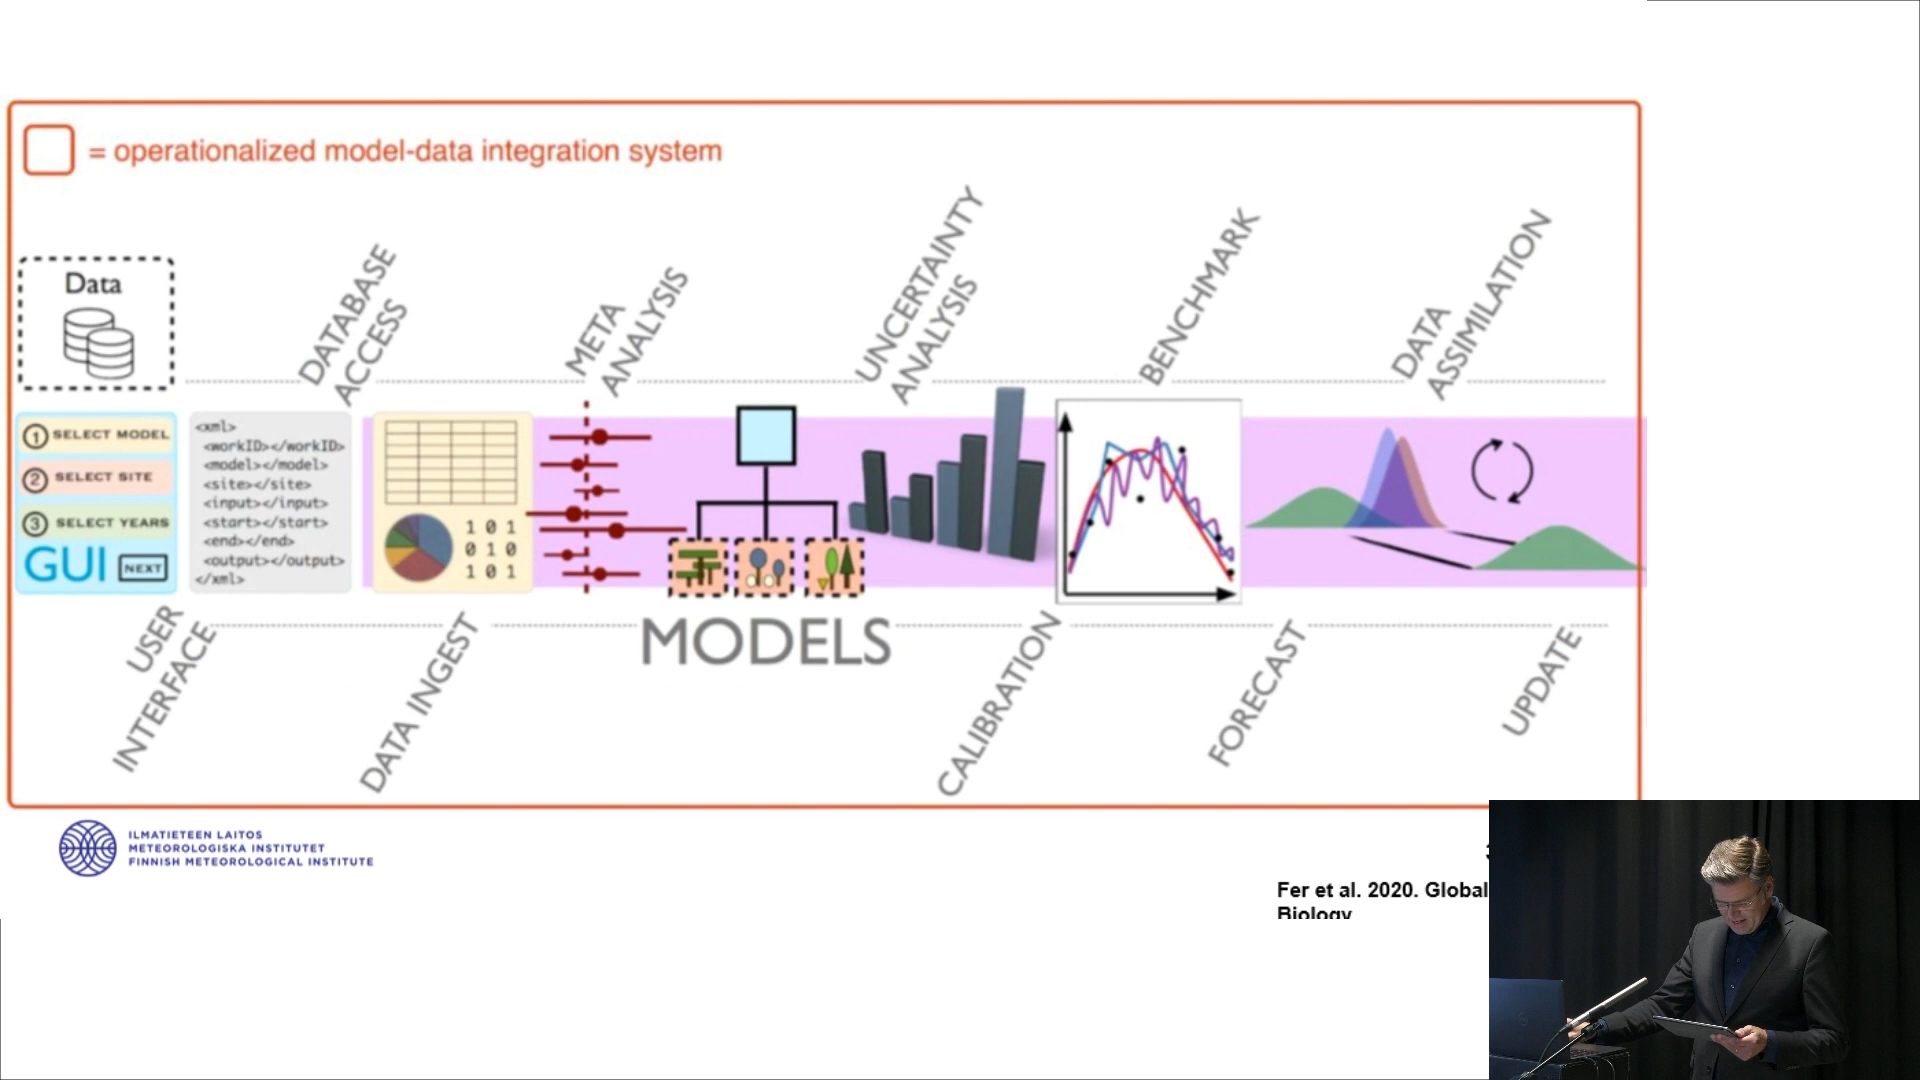 = operationalized model-data integration system
Data
DATABASE
ACCESS
META
ANALYSIS
UNCERTAINTY
ANALYSIS
BENCHMARK
DATA
ASSIMILATION
1 SELECT MODEL
2 SELECT SITE
3 SELECT YEARS
GUI NEXT
<xml>
<workID></workID>
<model></model>
<site></site>
<input></input>
<start></start>
<end></end>
<output></output>
</xml>
1 0 1
0 1 0
1 0 1
USER
INTERFACE
DATA INGEST
MODELS
CALIBRATION
FORECAST
UPDATE
ILMATIETEEN LAITOS
METEOROLOGISKA INSTITUTET
FINNISH METEOROLOGICAL INSTITUTE
Fer et al. 2020. Global
Biology